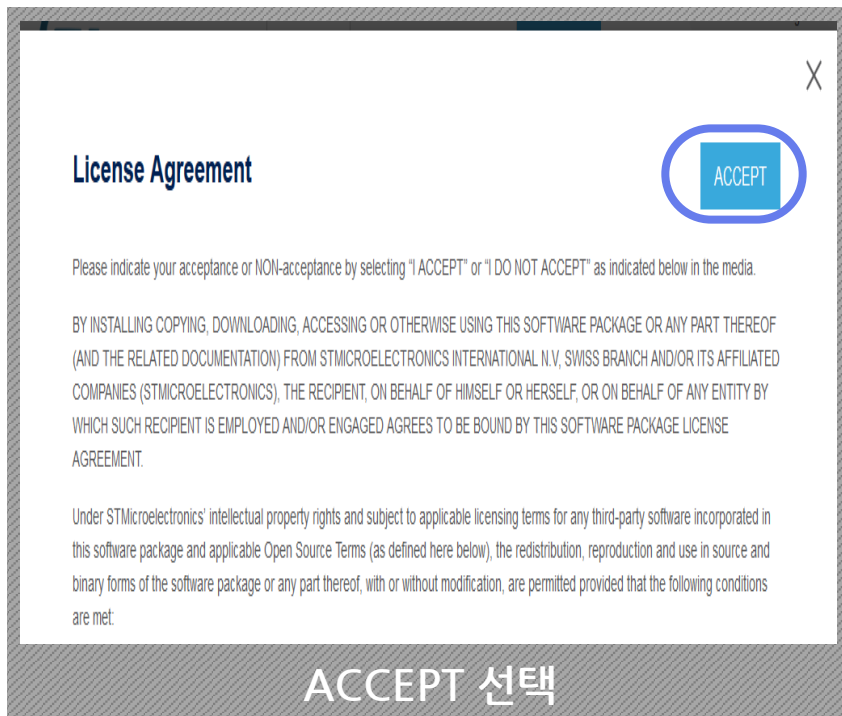 X
License Agreement
ACCEPT
Please indicate your acceptance or NON-acceptance by selecting “I ACCEPT” or “I DO NOT ACCEPT” as indicated below in the media.
BY INSTALLING COPYING, DOWNLOADING, ACCESSING OR OTHERWISE USING THIS SOFTWARE PACKAGE OR ANY PART THEREOF
(AND THE RELATED DOCUMENTATION) FROM STMICROELECTRONICS INTERNATIONAL N.V, SWISS BRANCH AND/OR ITS AFFILIATED
COMPANIES (STMICROELECTRONICS), THE RECIPIENT, ON BEHALF OF HIMSELF OR HERSELF, OR ON BEHALF OF ANY ENTITY BY
WHICH SUCH RECIPIENT IS EMPLOYED AND/OR ENGAGED AGREES TO BE BOUND BY THIS SOFTWARE PACKAGE LICENSE
AGREEMENT.
Under STMicroelectronics’ intellectual property rights and subject to applicable licensing terms for any third-party software incorporated in
this software package and applicable Open Source Terms (as defined here below), the redistribution, reproduction and use in source and
binary forms of the software package or any part thereof, with or without modification, are permitted provided that the following conditions
are met:
ACCEPT 선택